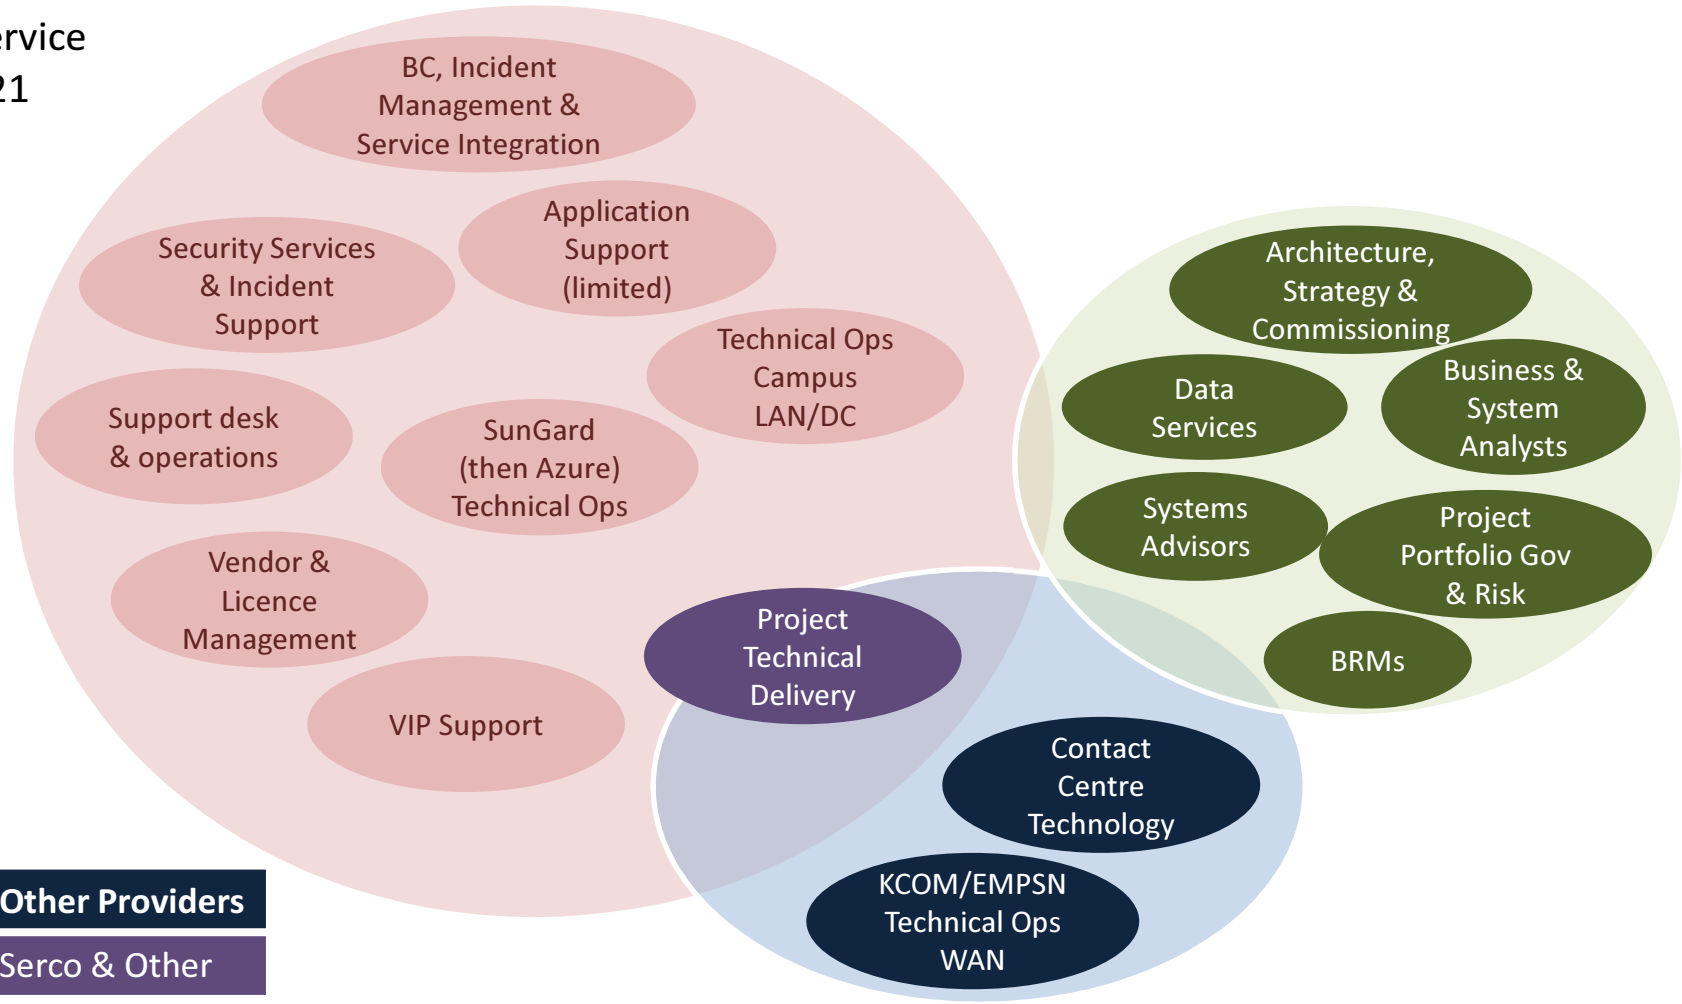 ervice
21
BC, Incident
Management &
Service Integration
Application
Support
(limited)
Security Services
& Incident
Support
Technical Ops
Campus
LAN/DC
Support desk
& operations
SunGard
(then Azure)
Technical Ops
Vendor &
Licence
Management
VIP Support
Project
Technical
Delivery
Architecture,
Strategy &
Commissioning
Data
Services
Business &
System
Analysts
Systems
Advisors
Project
Portfolio Gov
& Risk
BRMs
Contact
Centre
Technology
KCOM/EMPSN
Technical Ops
WAN
Other Providers
Serco & Other